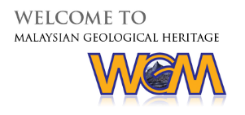 WELCOME TO
MALAYSIAN GEOLOGICAL HERITAGE
WGM